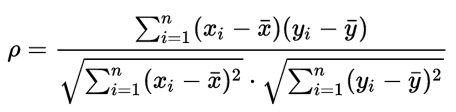 ρ = \frac{\sum_{i=1}^{n} (x_i - \bar{x})(y_i - \bar{y})}{\sqrt{\sum_{i=1}^{n} (x_i - \bar{x})^2} \cdot \sqrt{\sum_{i=1}^{n} (y_i - \bar{y})^2}}